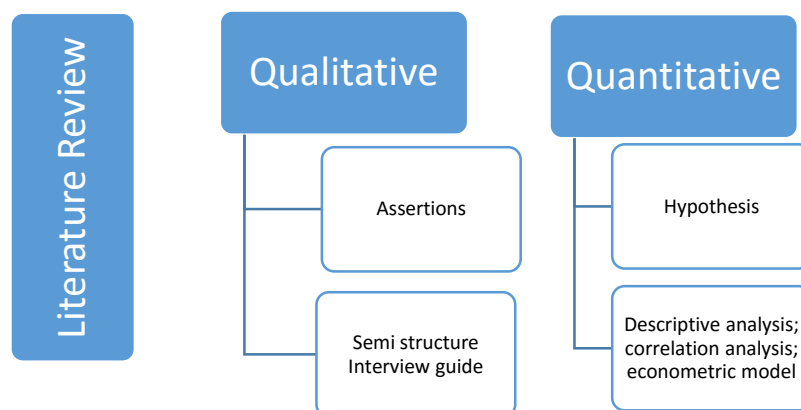 Literature Review
Qualitative
Assertions
Semi structure
Interview guide
Quantitative
Hypothesis
Descriptive analysis;
correlation analysis;
econometric model